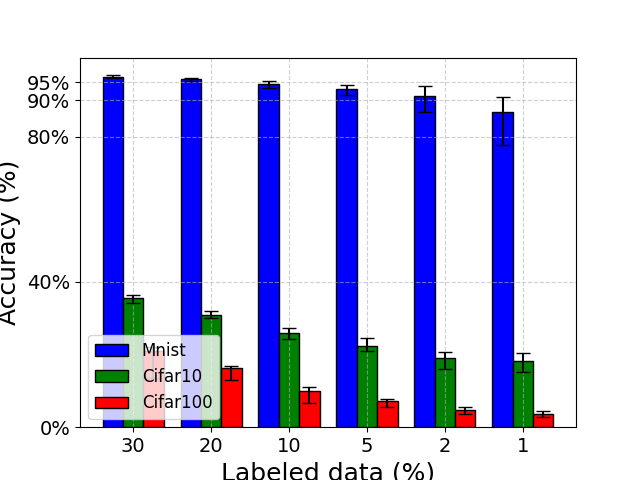 Accuracy (%)
95%
90%
80%
40%
0%
Mnist
Cifar10
Cifar100
30 20 10 5 2 1
Labeled data (%)